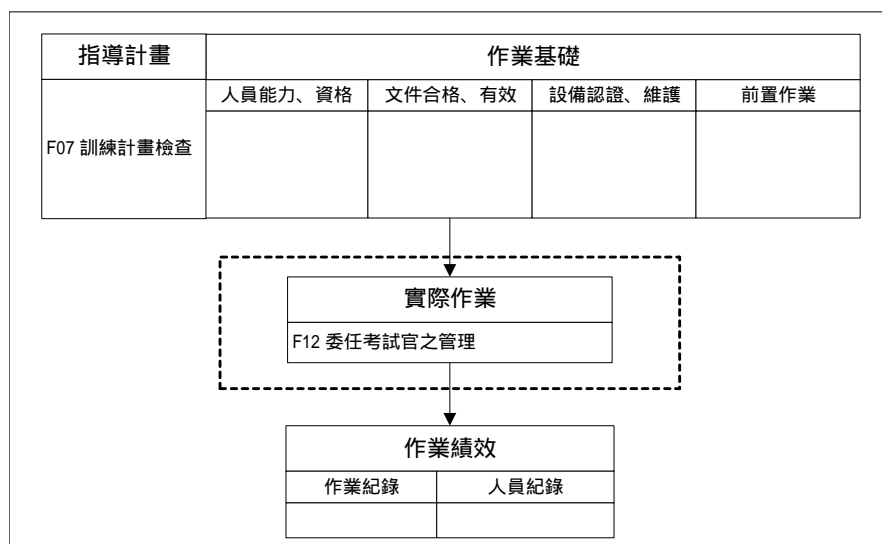 指導計畫
作業基礎
人員能力、資格
文件合格、有效
設備認證、維護
前置作業
F07 訓練計畫檢查
實際作業
F12 委任考試官之管理
作業績效
作業紀錄
人員紀錄